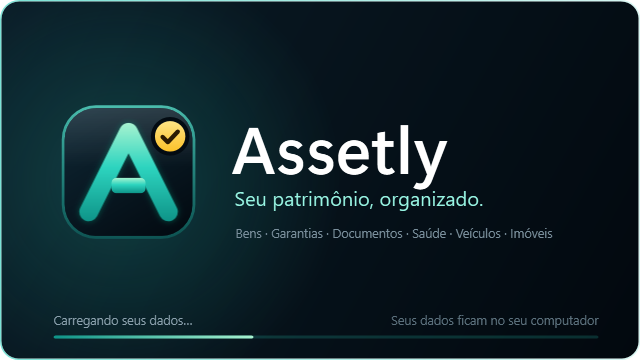 Assetly
Seu patrimônio, organizado.
Bens · Garantias · Documentos · Saúde · Veículos · Imóveis
Carregando seus dados...
Seus dados ficam no seu computador